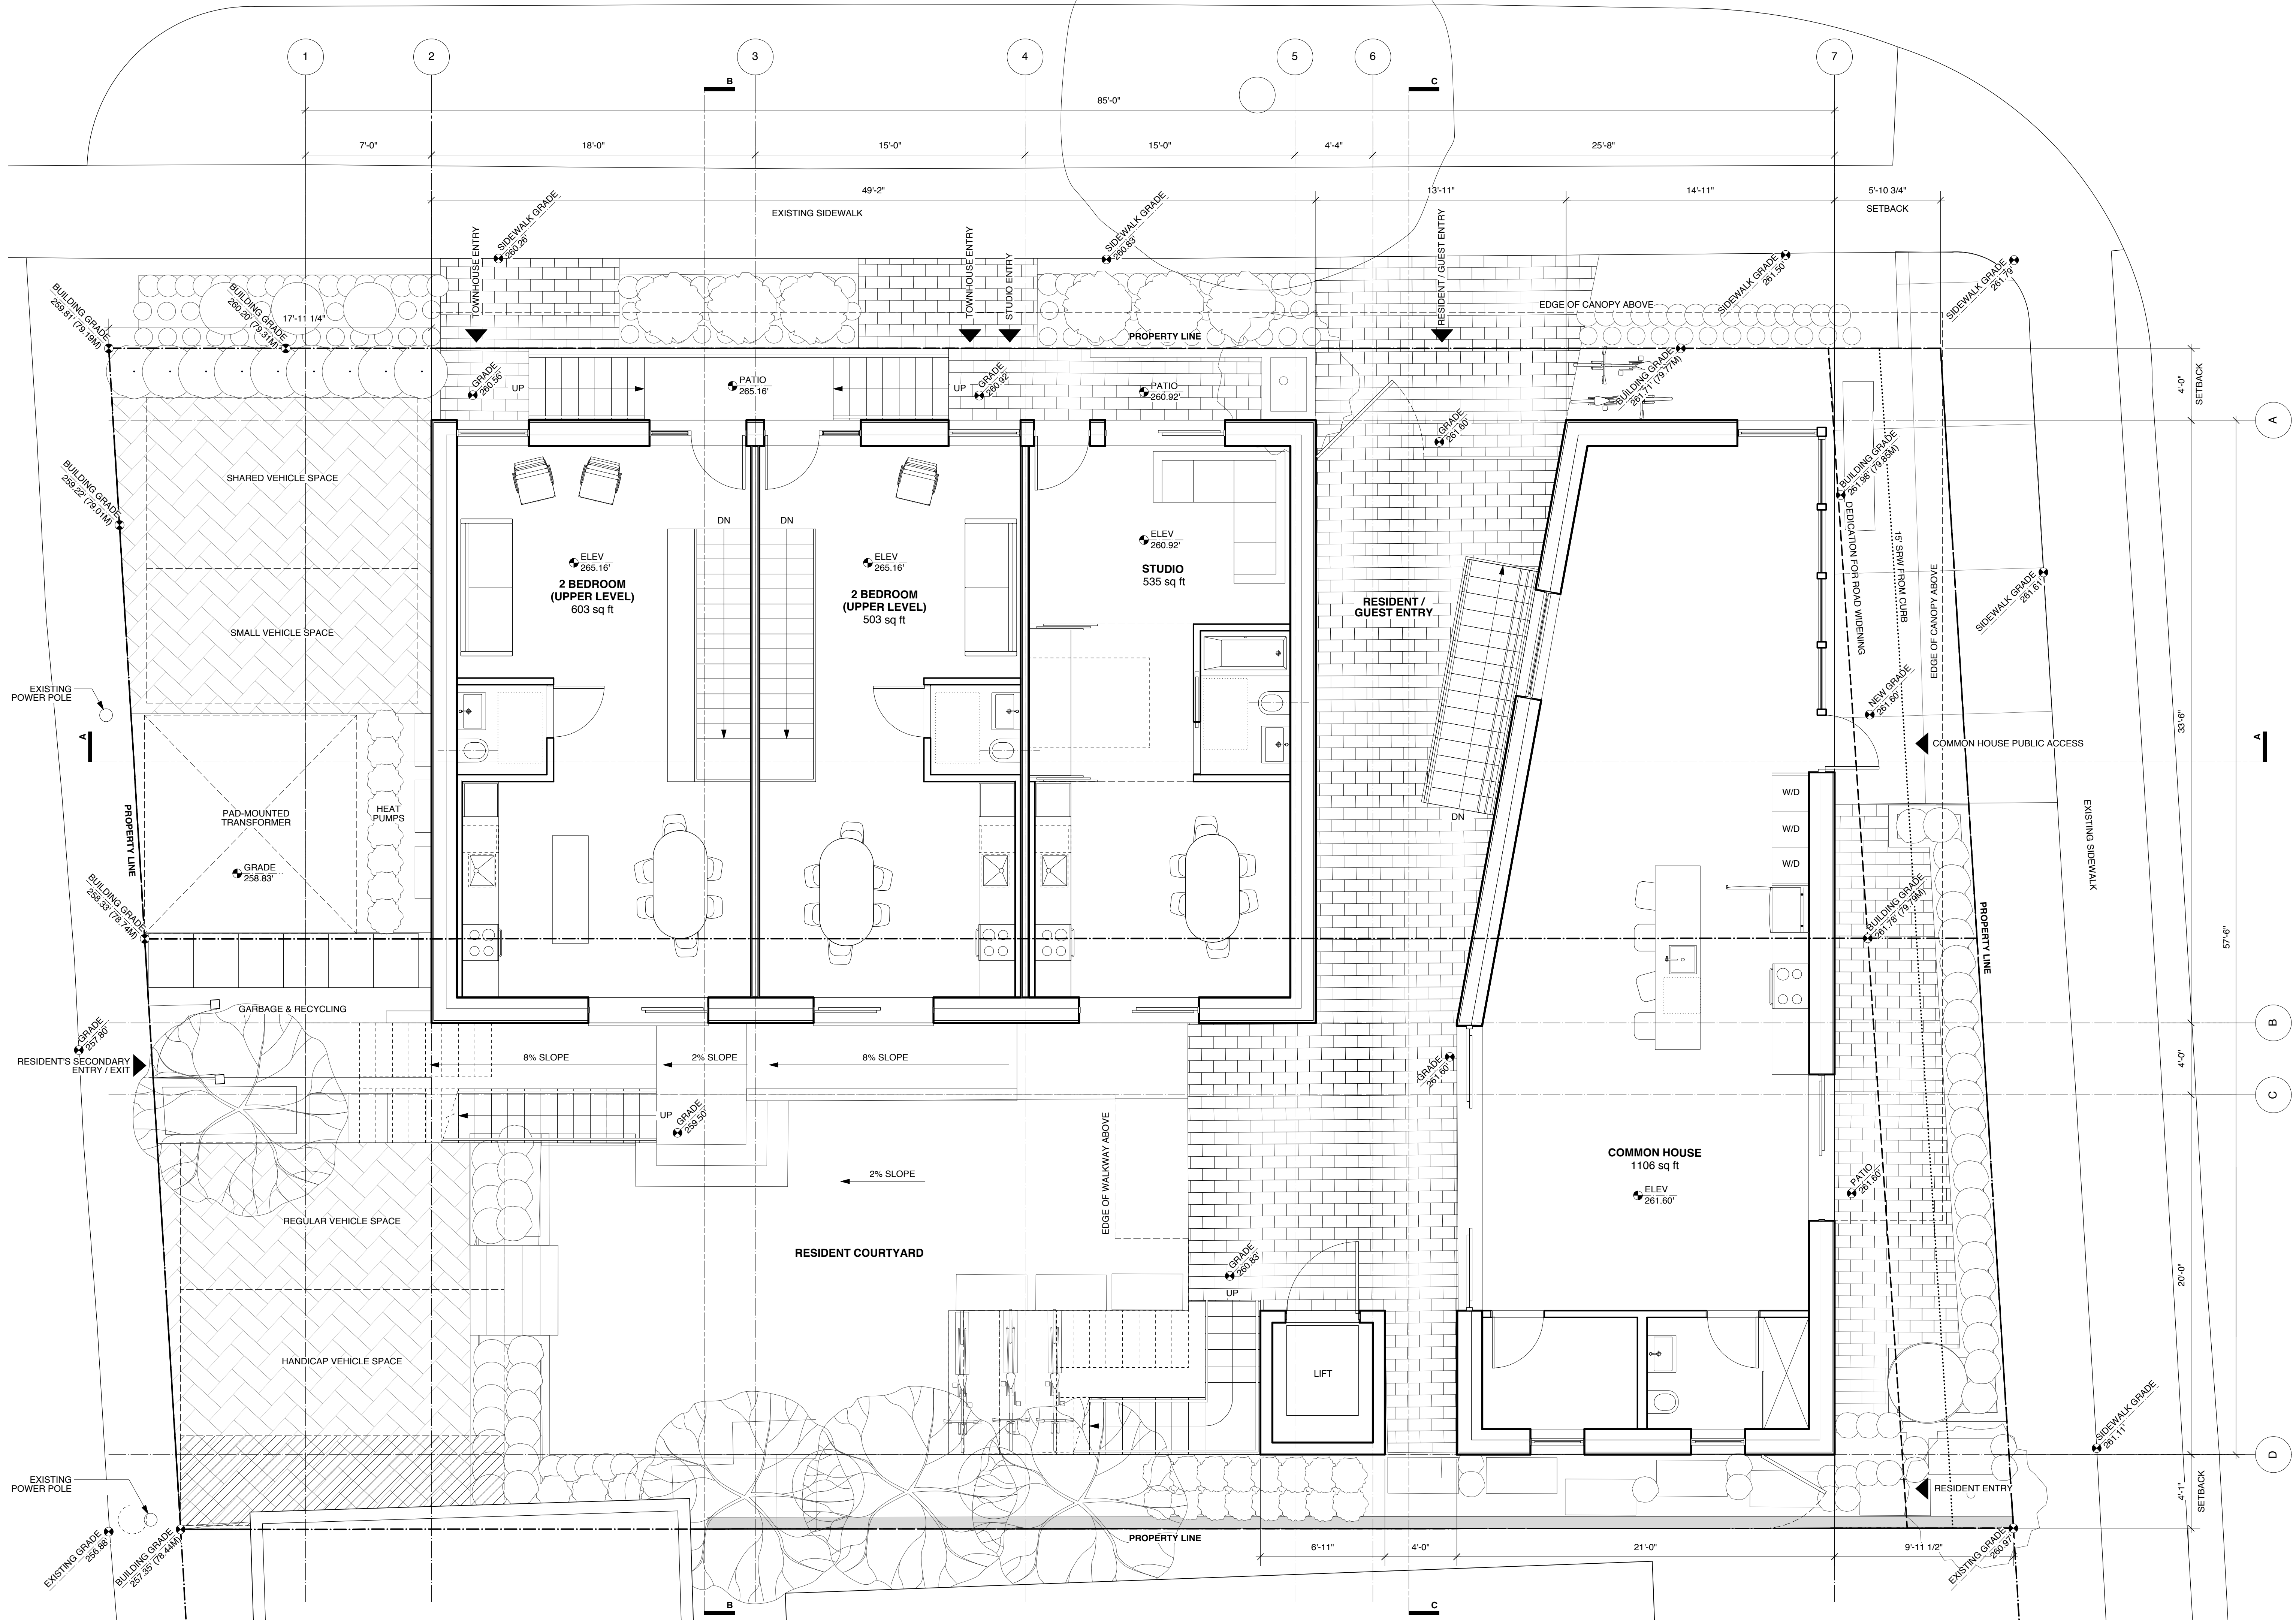 1
2
3
4
5
6
7
B
C
85'-0"
7'-0"
18'-0"
15'-0"
15'-0"
4'-4"
25'-8"
49'-2"
13'-11"
14'-11"
5'-10 3/4"
SETBACK
EXISTING SIDEWALK
TOWNHOUSE ENTRY
SIDEWALK GRADE
260.26'
TOWNHOUSE ENTRY
STUDIO ENTRY
SIDEWALK GRADE
260.83'
RESIDENT / GUEST ENTRY
EDGE OF CANOPY ABOVE
SIDEWALK GRADE
261.50'
SIDEWALK GRADE
261.79'
BUILDING GRADE
259.81' (79.19M)
BUILDING GRADE
260.20' (79.31M)
17'-11 1/4"
PROPERTY LINE
GRADE
260.56'
UP
PATIO
265.16'
UP
GRADE
260.92'
PATIO
260.92'
BUILDING GRADE
261.71' (79.77M)
4'-0"
SETBACK
A
GRADE
261.60'
BUILDING GRADE
261.98' (79.85M)
BUILDING GRADE
259.22' (79.01M)
SHARED VEHICLE SPACE
SMALL VEHICLE SPACE
DN
DN
ELEV
265.16'
2 BEDROOM
(UPPER LEVEL)
603 sq ft
ELEV
265.16'
2 BEDROOM
(UPPER LEVEL)
503 sq ft
ELEV
260.92'
STUDIO
535 sq ft
RESIDENT /
GUEST ENTRY
DEDICATION FOR ROAD WIDENING
15' SRW FROM CURB
EDGE OF CANOPY ABOVE
SIDEWALK GRADE
261.61'
NEW GRADE
261.60'
EXISTING
POWER POLE
A
COMMON HOUSE PUBLIC ACCESS
A
33'-6"
PROPERTY LINE
PAD-MOUNTED
TRANSFORMER
HEAT
PUMPS
GRADE
258.83'
DN
W/D
W/D
W/D
EXISTING SIDEWALK
BUILDING GRADE
258.33' (78.74M)
BUILDING GRADE
261.78' (79.79M)
PROPERTY LINE
57'-6"
GARBAGE & RECYCLING
GRADE
257.80'
RESIDENT'S SECONDARY
ENTRY / EXIT
8% SLOPE
2% SLOPE
8% SLOPE
GRADE
261.60'
B
4'-0"
C
UP
GRADE
259.50'
EDGE OF WALKWAY ABOVE
2% SLOPE
COMMON HOUSE
1106 sq ft
ELEV
261.60'
PATIO
261.60'
REGULAR VEHICLE SPACE
RESIDENT COURTYARD
GRADE
260.83'
UP
20'-0"
HANDICAP VEHICLE SPACE
LIFT
SIDEWALK GRADE
261.11'
D
EXISTING
POWER POLE
RESIDENT ENTRY
4'-1"
SETBACK
EXISTING GRADE
256.88'
BUILDING GRADE
257.35' (78.44M)
PROPERTY LINE
6'-11"
4'-0"
21'-0"
9'-11 1/2"
EXISTING GRADE
260.97'
B
C